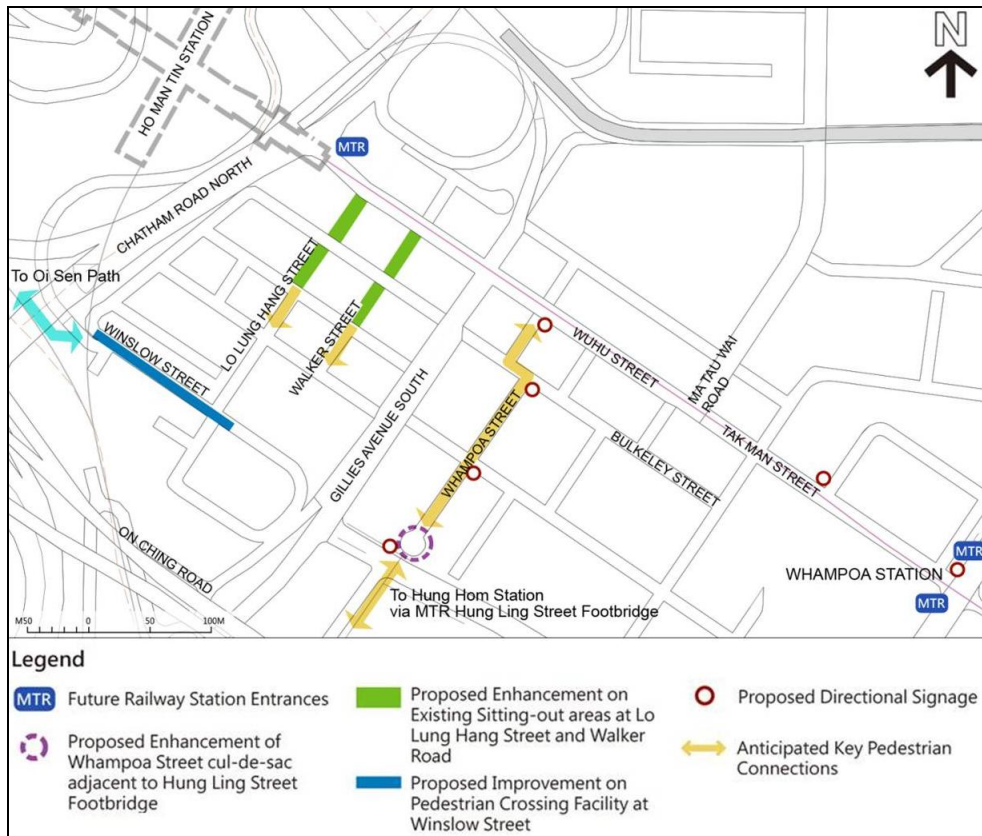 N
HO MAN TIN STATION
MTR
CHATHAM ROAD NORTH
To Oi Sen Path
LO LUNG HANG STREET
WALKER STREET
WINSLOW STREET
WUHU STREET
MA TAU WAI
ROAD
GILLIES AVENUE SOUTH
WHAMPOA STREET
BULKELEY STREET
TAK MAN STREET
ON CHING ROAD
MTR
WHAMPOA STATION
MTR
To Hung Hom Station
via MTR Hung Ling Street Footbridge
M50 0 50 100M
Legend
MTR Future Railway Station Entrances
Proposed Enhancement of
Whampoa Street cul-de-sac
adjacent to Hung Ling Street
Footbridge
Proposed Enhancement on
Existing Sitting-out areas at Lo
Lung Hang Street and Walker
Road
Proposed Improvement on
Pedestrian Crossing Facility at
Winslow Street
Proposed Directional Signage
Anticipated Key Pedestrian
Connections